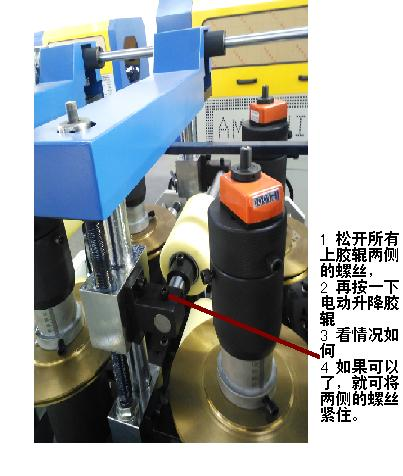 AM
1 松开所有
上胶辊两侧
的螺丝，
2 再按一下
电动升降胶
辊
3 看情况如
何
4 如果可以
了，就可将
两侧的螺丝
紧住。